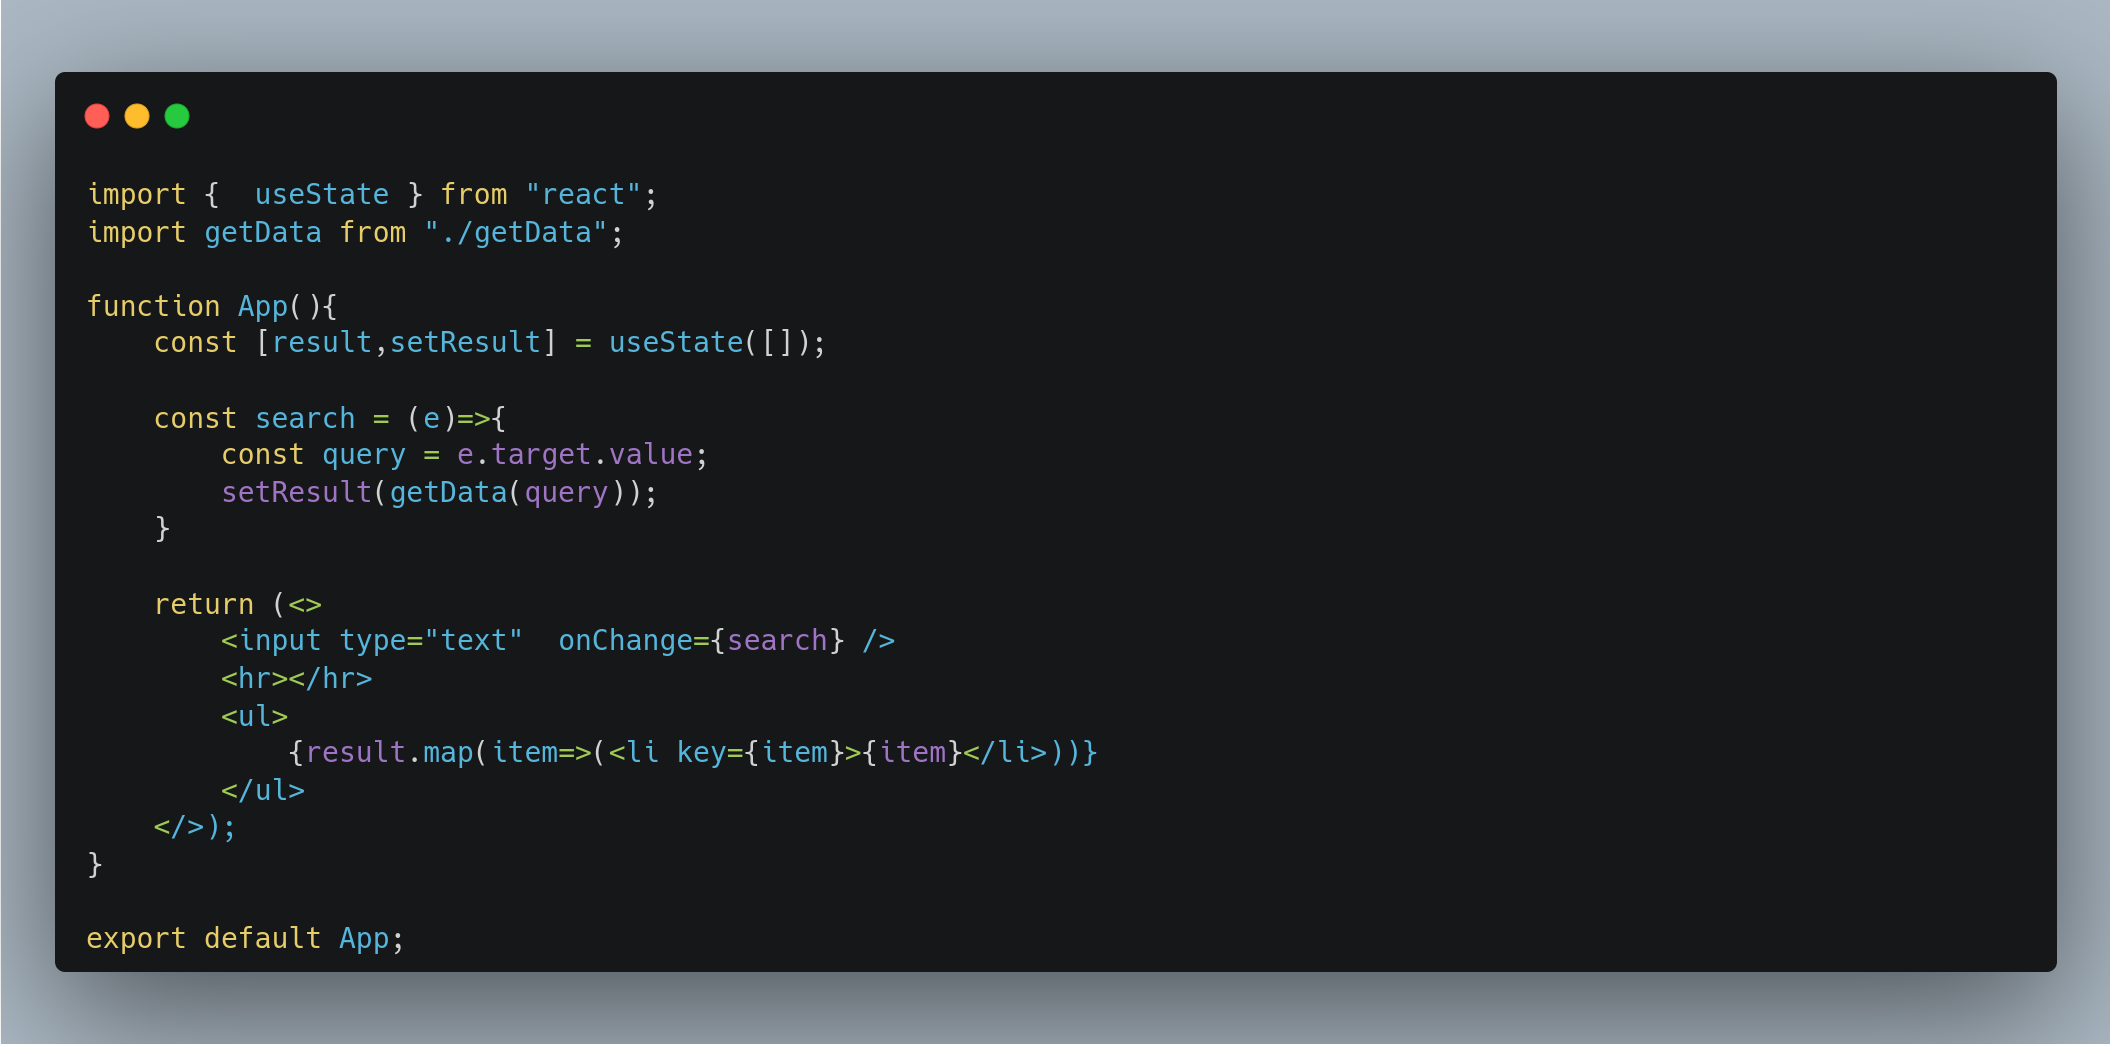 import {  useState } from "react";
import getData from "./getData";

function App(){
    const [result,setResult] = useState([]);

    const search = (e)=>{
        const query = e.target.value;
        setResult(getData(query));
    }

    return (<>
        <input type="text"  onChange={search} />
        <hr></hr>
        <ul>
            {result.map(item=>(<li key={item}>{item}</li>))}
        </ul>
    </>);
}

export default App;